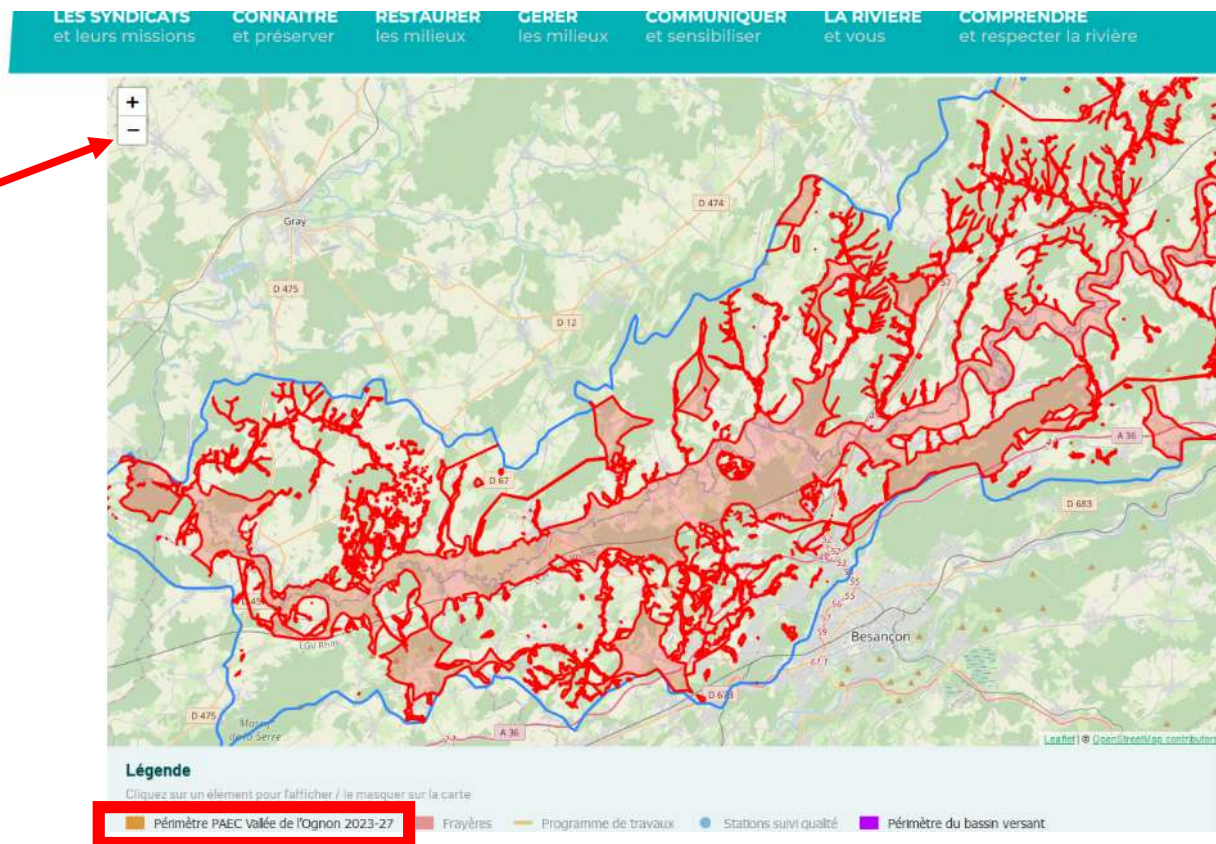 LES SYNDICATS
et leurs missions
CONNAITRE
et préserver
RESTAURER
les milieux
GERER
les milieux
COMMUNIQUER
et sensibiliser
LA RIVIERE
et vous
COMPRENDRE
et respecter la rivière
+
−
Gray
D 474
D 475
D 12
D 67
A 36
D 683
Besançon
D 673
D 475
A 36
Leaflet | © OpenStreetMap contributors
Légende
Cliquez sur un élément pour l'afficher / le masquer sur la carte
Périmètre PAEC Vallée de l'Ognon 2023-27
Frayères
Programme de travaux
Stations suivi qualité
Périmètre du bassin versant